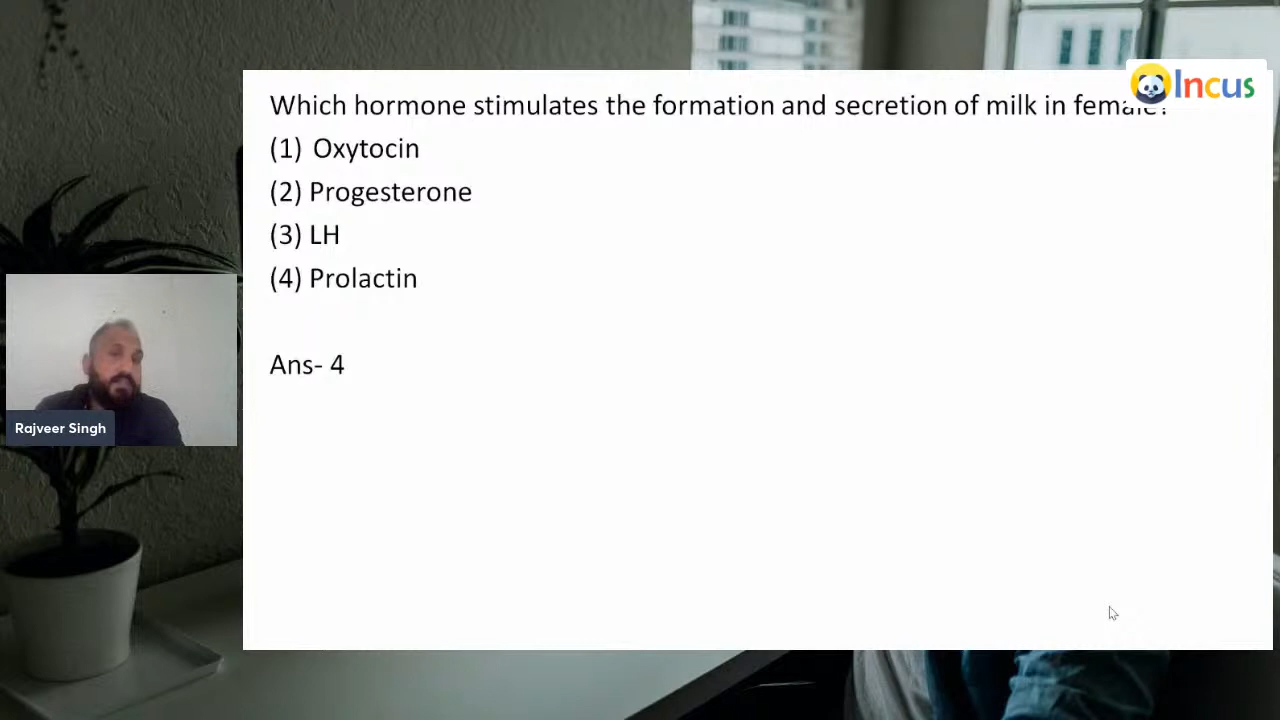 Incus
Which hormone stimulates the formation and secretion of milk in female?
(1) Oxytocin
(2) Progesterone
(3) LH
(4) Prolactin
Ans- 4
Rajveer Singh